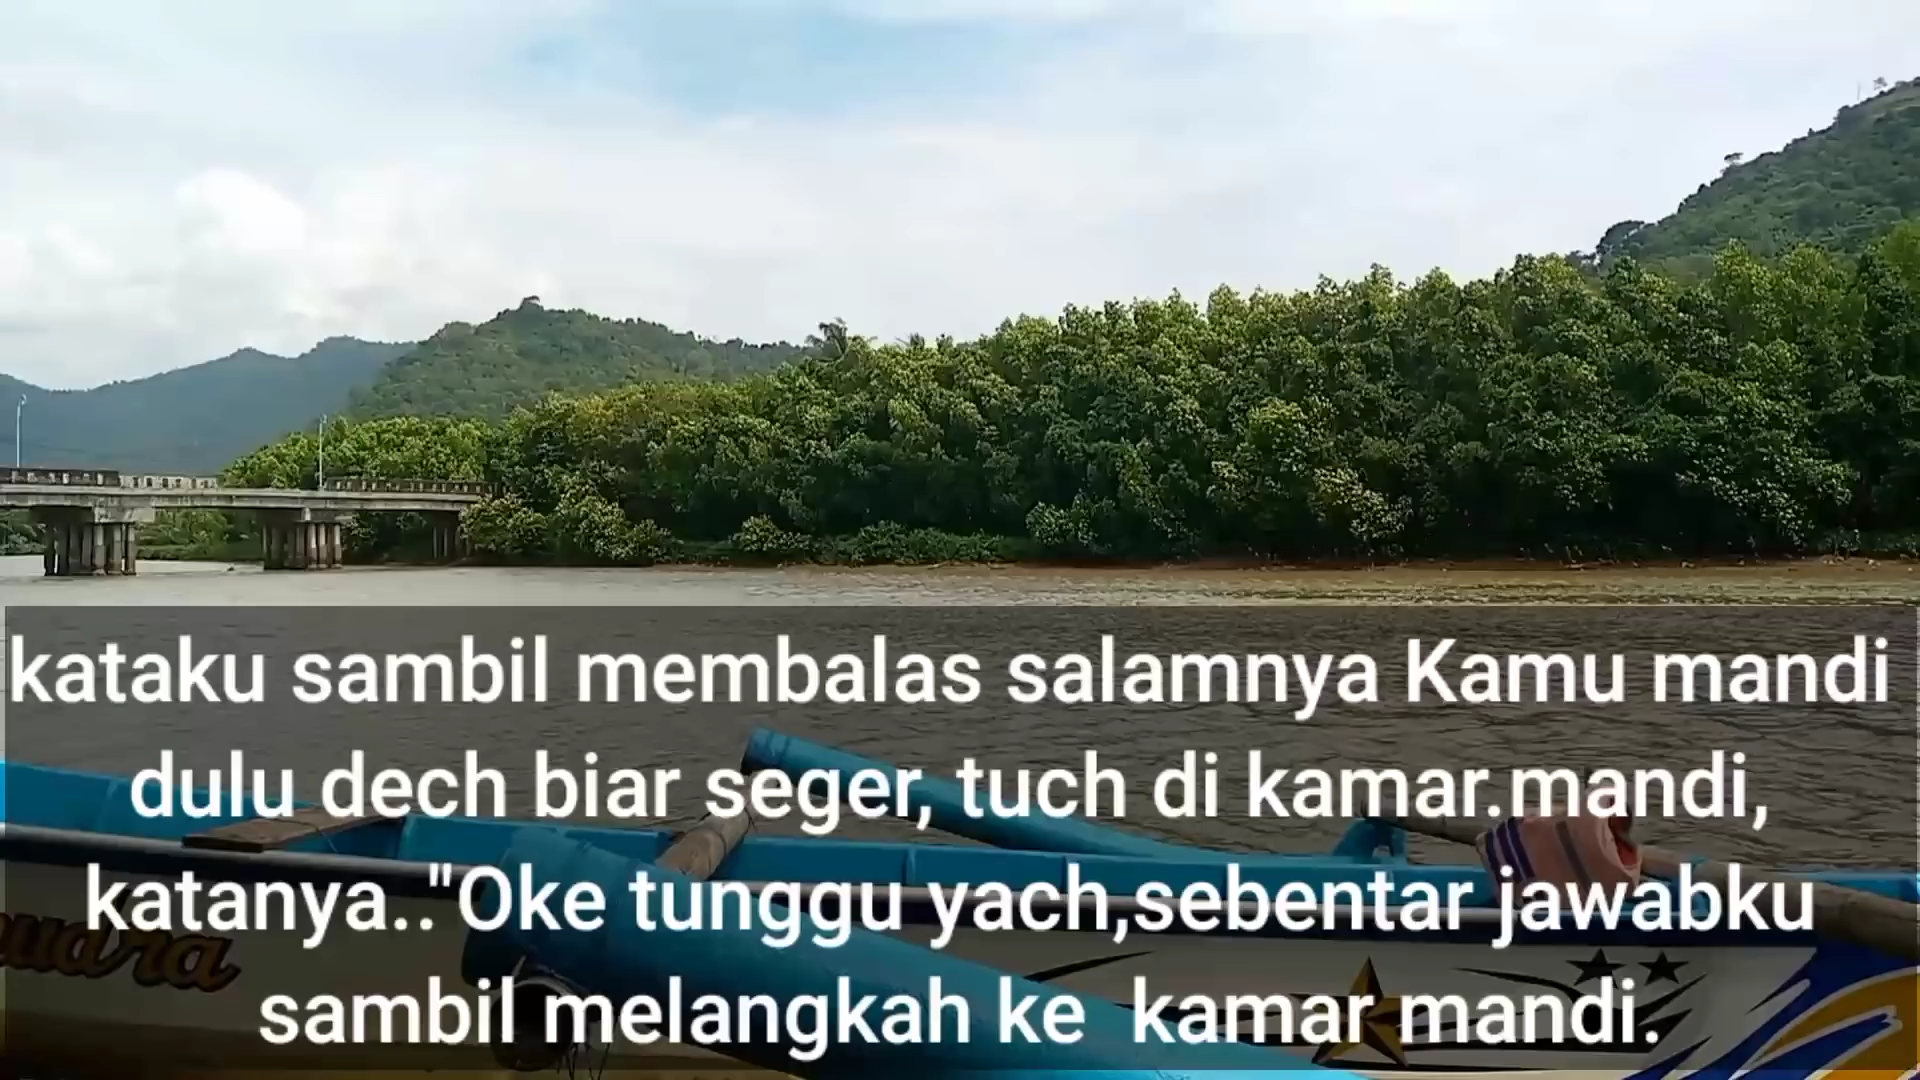 kataku sambil membalas salamnya Kamu mandi
dulu dech biar seger, tuch di kamar.mandi,
katanya.."Oke tunggu yach,sebentar jawabku
sambil melangkah ke  kamar mandi.